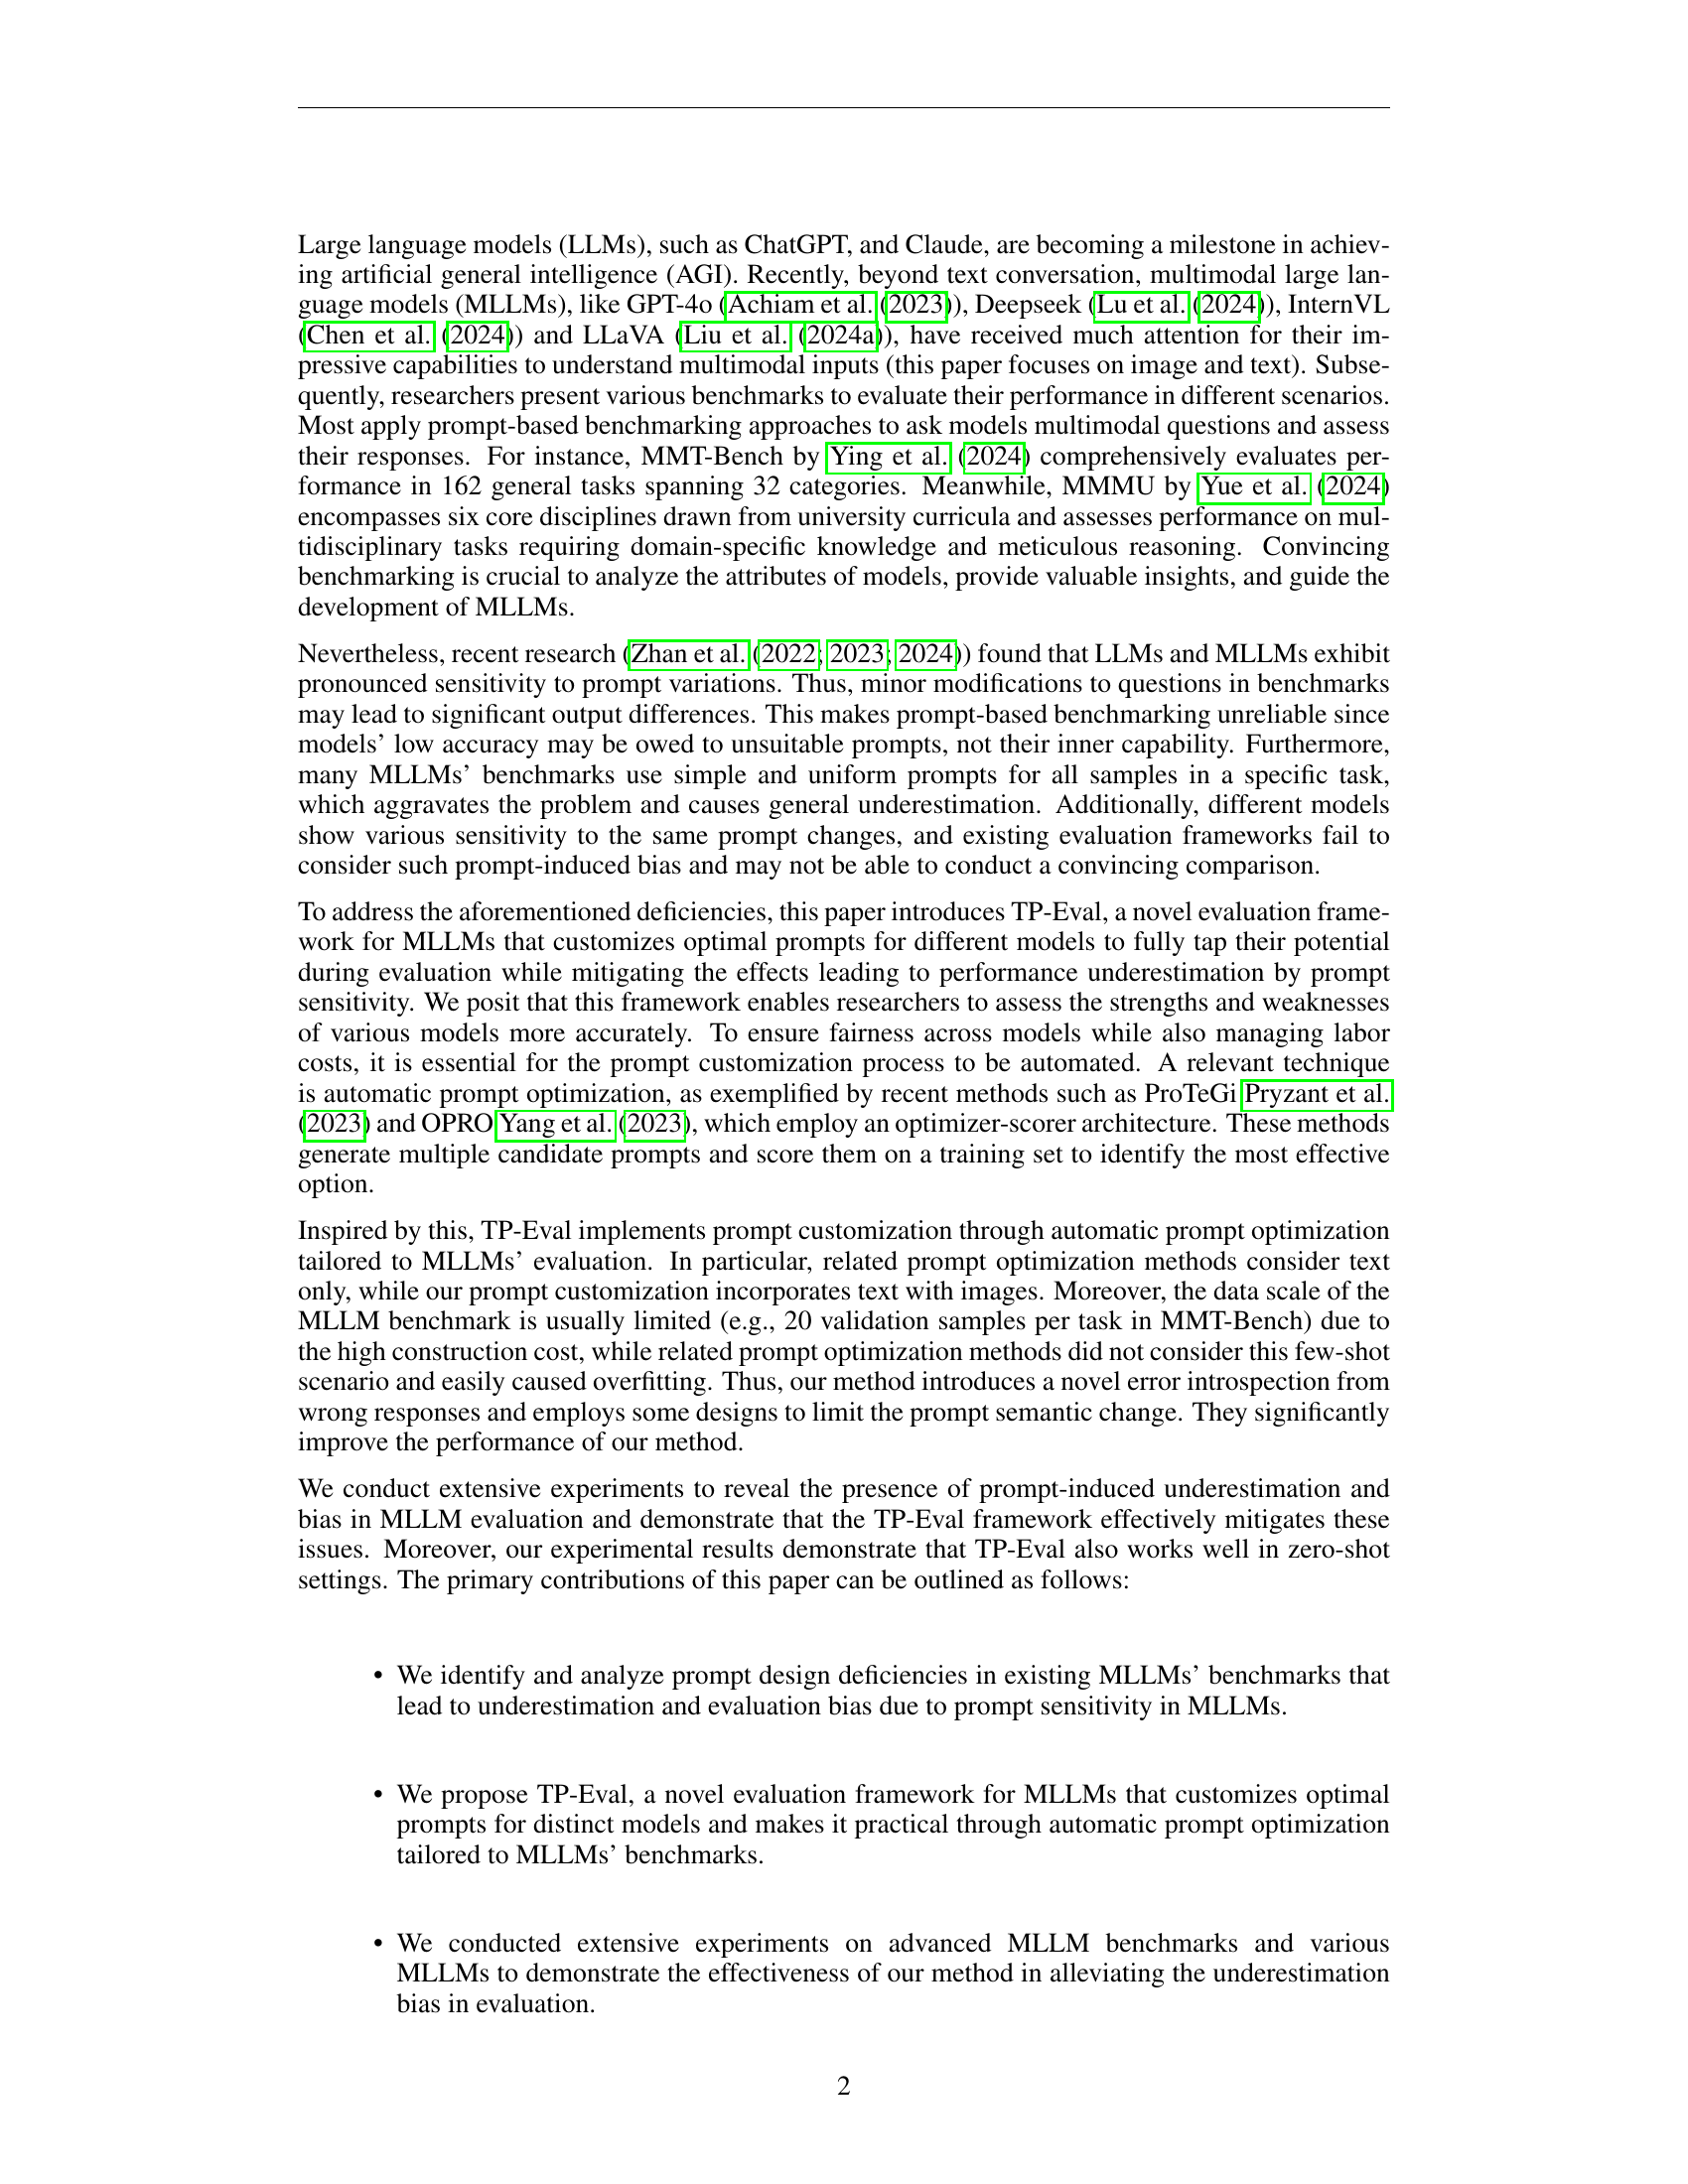 Large language models (LLMs), such as ChatGPT, and Claude, are becoming a milestone in achiev-
ing artificial general intelligence (AGI). Recently, beyond text conversation, multimodal large lan-
guage models (MLLMs), like GPT-4o (Achiam et al. (2023)), Deepseek (Lu et al. (2024)), InternVL
(Chen et al. (2024)) and LLaVA (Liu et al. (2024a)), have received much attention for their im-
pressive capabilities to understand multimodal inputs (this paper focuses on image and text). Subse-
quently, researchers present various benchmarks to evaluate their performance in different scenarios.
Most apply prompt-based benchmarking approaches to ask models multimodal questions and assess
their responses. For instance, MMT-Bench by Ying et al. (2024) comprehensively evaluates per-
formance in 162 general tasks spanning 32 categories. Meanwhile, MMMU by Yue et al. (2024)
encompasses six core disciplines drawn from university curricula and assesses performance on mul-
tidisciplinary tasks requiring domain-specific knowledge and meticulous reasoning. Convincing
benchmarking is crucial to analyze the attributes of models, provide valuable insights, and guide the
development of MLLMs.
Nevertheless, recent research (Zhan et al. (2022; 2023; 2024)) found that LLMs and MLLMs exhibit
pronounced sensitivity to prompt variations. Thus, minor modifications to questions in benchmarks
may lead to significant output differences. This makes prompt-based benchmarking unreliable since
models' low accuracy may be owed to unsuitable prompts, not their inner capability. Furthermore,
many MLLMs' benchmarks use simple and uniform prompts for all samples in a specific task,
which aggravates the problem and causes general underestimation. Additionally, different models
show various sensitivity to the same prompt changes, and existing evaluation frameworks fail to
consider such prompt-induced bias and may not be able to conduct a convincing comparison.
To address the aforementioned deficiencies, this paper introduces TP-Eval, a novel evaluation frame-
work for MLLMs that customizes optimal prompts for different models to fully tap their potential
during evaluation while mitigating the effects leading to performance underestimation by prompt
sensitivity. We posit that this framework enables researchers to assess the strengths and weaknesses
of various models more accurately. To ensure fairness across models while also managing labor
costs, it is essential for the prompt customization process to be automated. A relevant technique
is automatic prompt optimization, as exemplified by recent methods such as ProTeGi Pryzant et al.
(2023) and OPRO Yang et al. (2023), which employ an optimizer-scorer architecture. These methods
generate multiple candidate prompts and score them on a training set to identify the most effective
option.
Inspired by this, TP-Eval implements prompt customization through automatic prompt optimization
tailored to MLLMs' evaluation. In particular, related prompt optimization methods consider text
only, while our prompt customization incorporates text with images. Moreover, the data scale of the
MLLM benchmark is usually limited (e.g., 20 validation samples per task in MMT-Bench) due to
the high construction cost, while related prompt optimization methods did not consider this few-shot
scenario and easily caused overfitting. Thus, our method introduces a novel error introspection from
wrong responses and employs some designs to limit the prompt semantic change. They significantly
improve the performance of our method.
We conduct extensive experiments to reveal the presence of prompt-induced underestimation and
bias in MLLM evaluation and demonstrate that the TP-Eval framework effectively mitigates these
issues. Moreover, our experimental results demonstrate that TP-Eval also works well in zero-shot
settings. The primary contributions of this paper can be outlined as follows:
• We identify and analyze prompt design deficiencies in existing MLLMs' benchmarks that
lead to underestimation and evaluation bias due to prompt sensitivity in MLLMs.
• We propose TP-Eval, a novel evaluation framework for MLLMs that customizes optimal
prompts for distinct models and makes it practical through automatic prompt optimization
tailored to MLLMs' benchmarks.
• We conducted extensive experiments on advanced MLLM benchmarks and various
MLLMs to demonstrate the effectiveness of our method in alleviating the underestimation
bias in evaluation.
2